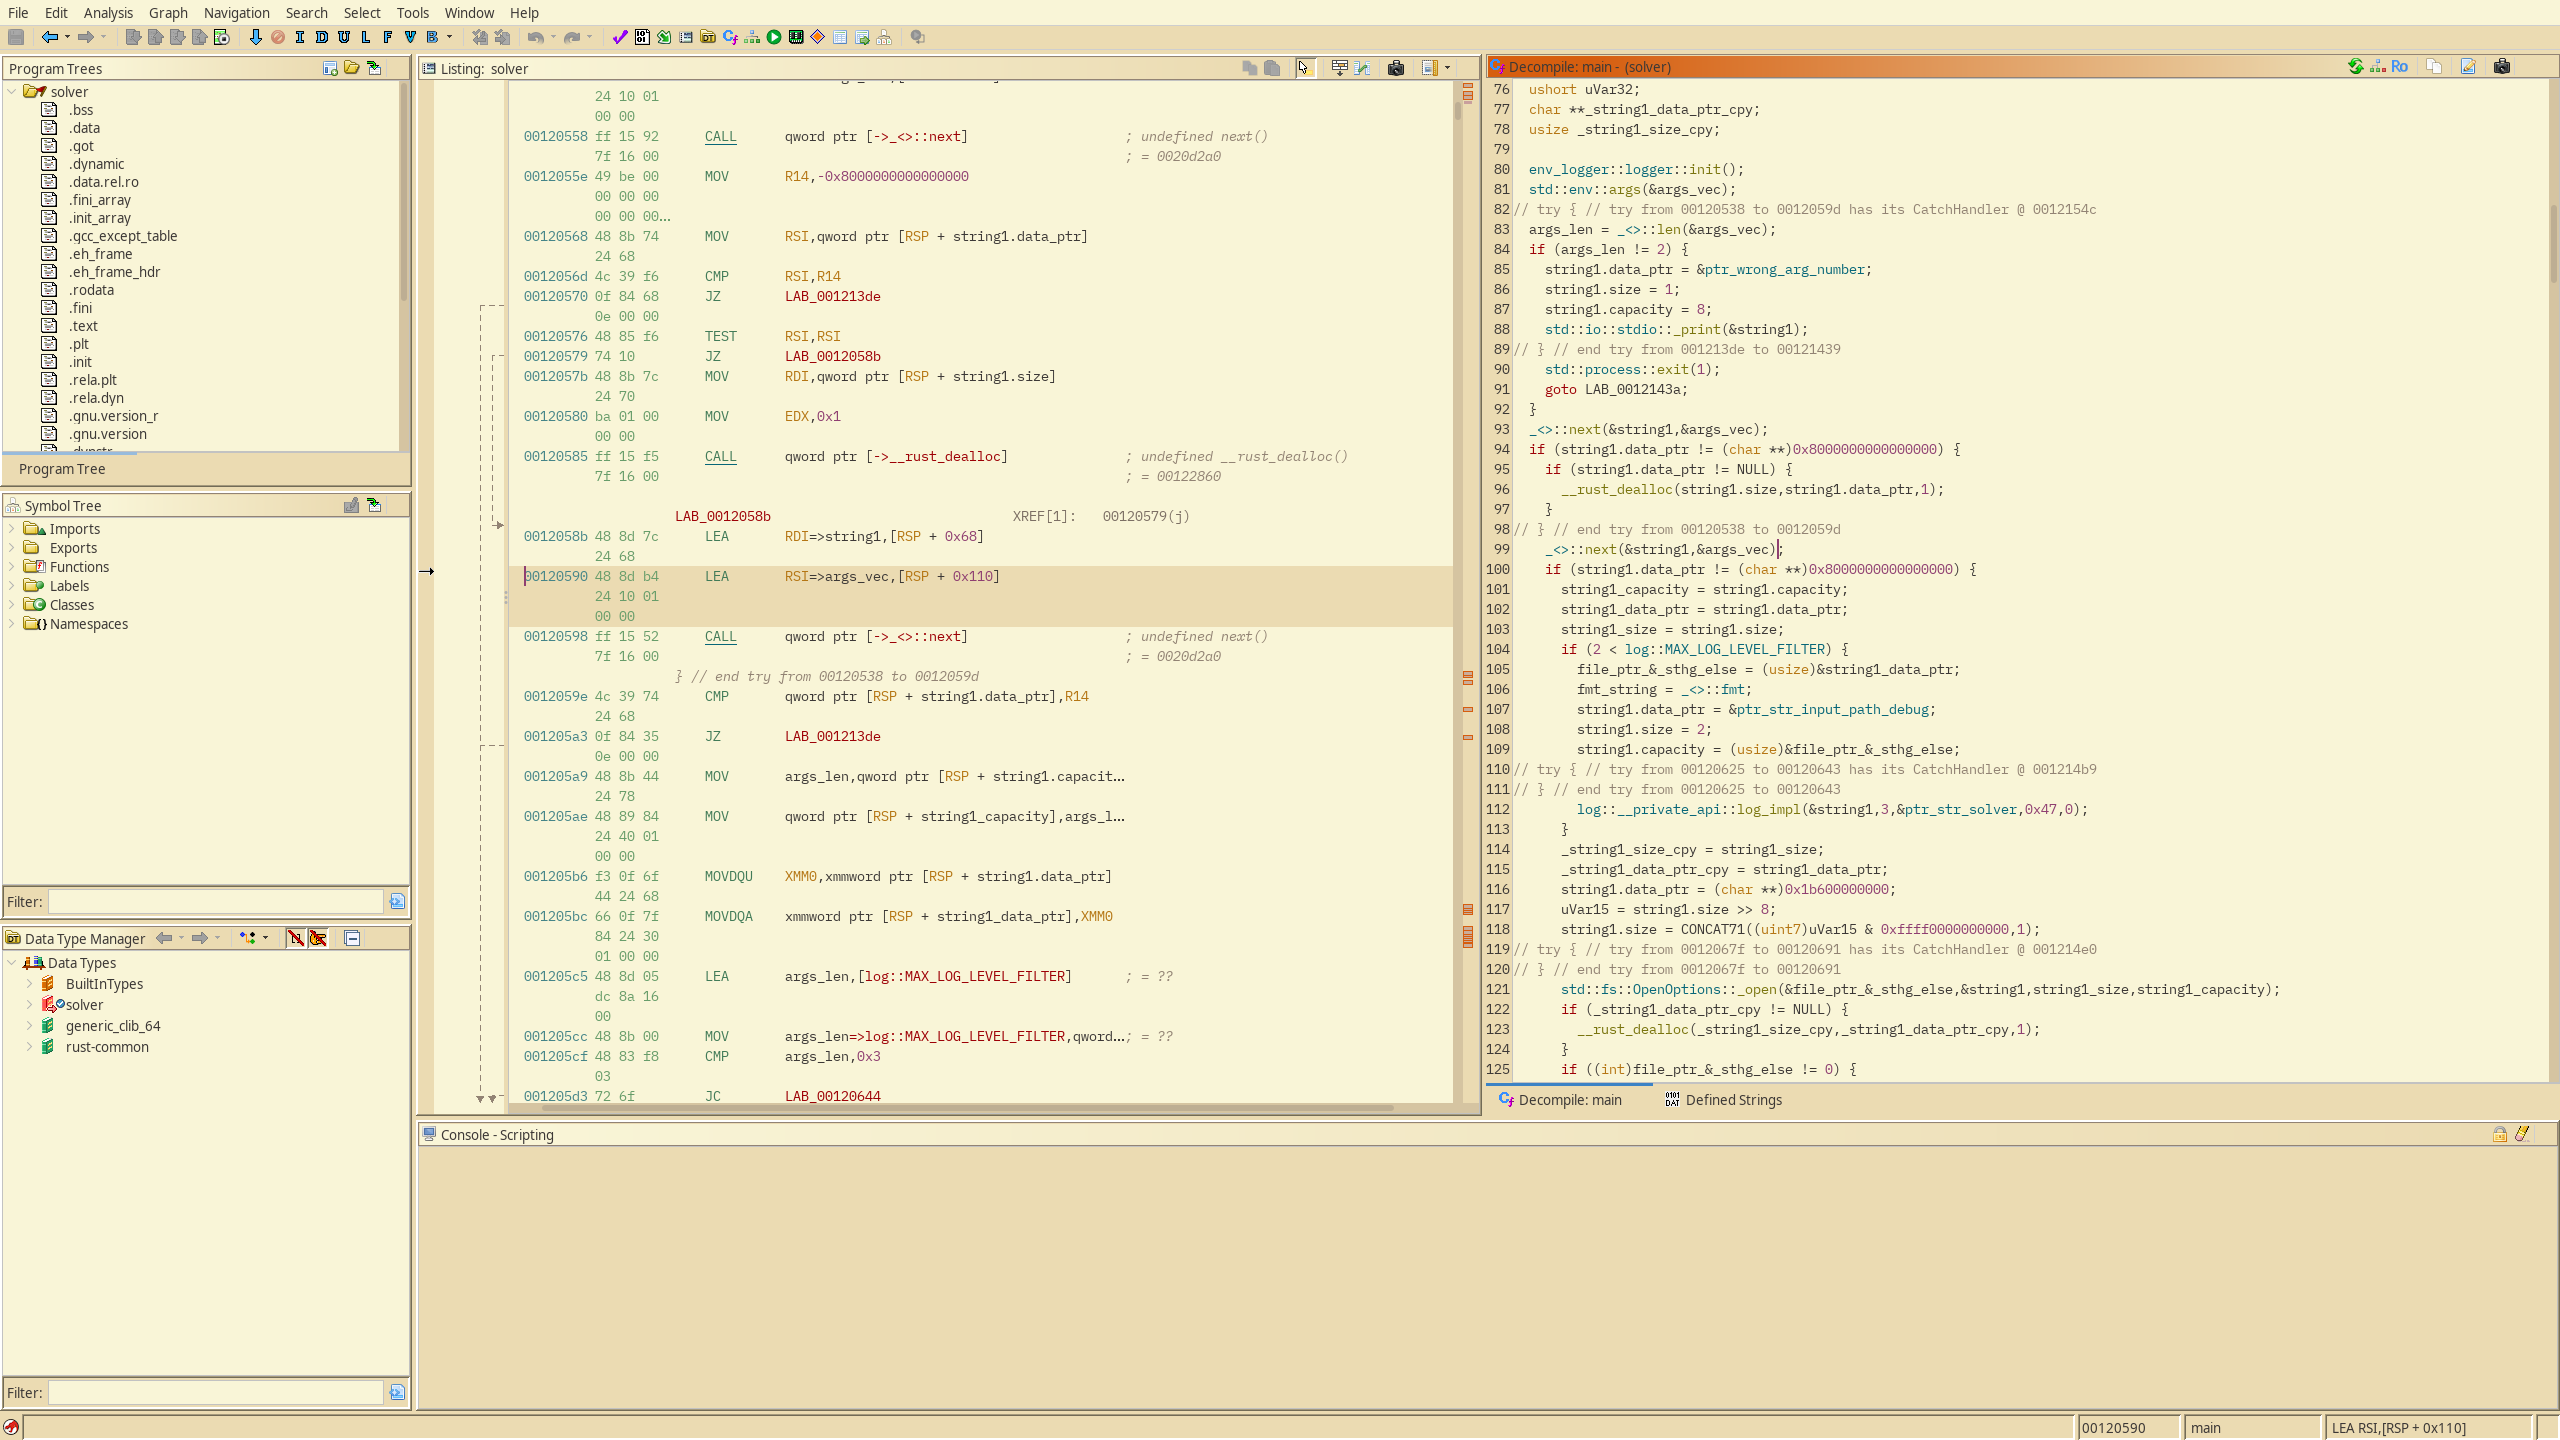 File Edit Analysis Graph Navigation Search Select Tools Window Help
I D U L F V B
Program Trees
solver
.bss
.data
.got
.dynamic
.data.rel.ro
.fini_array
.init_array
.gcc_except_table
.eh_frame
.eh_frame_hdr
.rodata
.fini
.text
.plt
.init
.rela.plt
.rela.dyn
.gnu.version_r
.gnu.version
Program Tree
Symbol Tree
Imports
Exports
Functions
Labels
Classes
Namespaces
Filter:
Data Type Manager
Data Types
BuiltInTypes
solver
generic_clib_64
rust-common
Filter:
Listing: solver
24 10 01
00 00
00120558 ff 15 92 CALL qword ptr [->_<>::next] ; undefined next()
7f 16 00 ; = 0020d2a0
0012055e 49 be 00 MOV R14,-0x8000000000000000
00 00 00
00 00 00...
00120568 48 8b 74 MOV RSI,qword ptr [RSP + string1.data_ptr]
24 68
0012056d 4c 39 f6 CMP RSI,R14
00120570 0f 84 68 JZ LAB_001213de
0e 00 00
00120576 48 85 f6 TEST RSI,RSI
00120579 74 10 JZ LAB_0012058b
0012057b 48 8b 7c MOV RDI,qword ptr [RSP + string1.size]
24 70
00120580 ba 01 00 MOV EDX,0x1
00 00
00120585 ff 15 f5 CALL qword ptr [->__rust_dealloc] ; undefined __rust_dealloc()
7f 16 00 ; = 00122860
LAB_0012058b XREF[1]: 00120579(j)
0012058b 48 8d 7c LEA RDI=>string1,[RSP + 0x68]
24 68
00120590 48 8d b4 LEA RSI=>args_vec,[RSP + 0x110]
24 10 01
00 00
00120598 ff 15 52 CALL qword ptr [->_<>::next] ; undefined next()
7f 16 00 ; = 0020d2a0
} // end try from 00120538 to 0012059d
0012059e 4c 39 74 CMP qword ptr [RSP + string1.data_ptr],R14
24 68
001205a3 0f 84 35 JZ LAB_001213de
0e 00 00
001205a9 48 8b 44 MOV args_len,qword ptr [RSP + string1.capacit...
24 78
001205ae 48 89 84 MOV qword ptr [RSP + string1_capacity],args_l...
24 40 01
00 00
001205b6 f3 0f 6f MOVDQU XMM0,xmmword ptr [RSP + string1.data_ptr]
44 24 68
001205bc 66 0f 7f MOVDQA xmmword ptr [RSP + string1_data_ptr],XMM0
84 24 30
01 00 00
001205c5 48 8d 05 LEA args_len,[log::MAX_LOG_LEVEL_FILTER] ; = ??
dc 8a 16
00
001205cc 48 8b 00 MOV args_len=>log::MAX_LOG_LEVEL_FILTER,qword...; = ??
001205cf 48 83 f8 CMP args_len,0x3
03
001205d3 72 6f JC LAB_00120644
Decompile: main - (solver)
Ro
76 ushort uVar32;
77 char **_string1_data_ptr_cpy;
78 usize _string1_size_cpy;
79
80 env_logger::logger::init();
81 std::env::args(&args_vec);
82 // try { // try from 00120538 to 0012059d has its CatchHandler @ 0012154c
83 args_len = _<>::len(&args_vec);
84 if (args_len != 2) {
85 string1.data_ptr = &ptr_wrong_arg_number;
86 string1.size = 1;
87 string1.capacity = 8;
88 std::io::stdio::_print(&string1);
89 // } // end try from 001213de to 00121439
90 std::process::exit(1);
91 goto LAB_0012143a;
92 }
93 _<>::next(&string1,&args_vec);
94 if (string1.data_ptr != (char **)0x8000000000000000) {
95 if (string1.data_ptr != NULL) {
96 __rust_dealloc(string1.size,string1.data_ptr,1);
97 }
98 // } // end try from 00120538 to 0012059d
99 _<>::next(&string1,&args_vec);
100 if (string1.data_ptr != (char **)0x8000000000000000) {
101 string1_capacity = string1.capacity;
102 string1_data_ptr = string1.data_ptr;
103 string1_size = string1.size;
104 if (2 < log::MAX_LOG_LEVEL_FILTER) {
105 file_ptr_&_sthg_else = (usize)&string1_data_ptr;
106 fmt_string = _<>::fmt;
107 string1.data_ptr = &ptr_str_input_path_debug;
108 string1.size = 2;
109 string1.capacity = (usize)&file_ptr_&_sthg_else;
110 // try { // try from 00120625 to 00120643 has its CatchHandler @ 001214b9
111 // } // end try from 00120625 to 00120643
112 log::__private_api::log_impl(&string1,3,&ptr_str_solver,0x47,0);
113 }
114 _string1_size_cpy = string1_size;
115 _string1_data_ptr_cpy = string1_data_ptr;
116 string1.data_ptr = (char **)0x1b600000000;
117 uVar15 = string1.size >> 8;
118 string1.size = CONCAT71((uint7)uVar15 & 0xffff0000000000,1);
119 // try { // try from 0012067f to 00120691 has its CatchHandler @ 001214e0
120 // } // end try from 0012067f to 00120691
121 std::fs::OpenOptions::_open(&file_ptr_&_sthg_else,&string1,string1_size,string1_capacity);
122 if (_string1_data_ptr_cpy != NULL) {
123 __rust_dealloc(_string1_size_cpy,_string1_data_ptr_cpy,1);
124 }
125 if ((int)file_ptr_&_sthg_else != 0) {
Decompile: main Defined Strings
Console - Scripting
00120590 main LEA RSI,[RSP + 0x110]